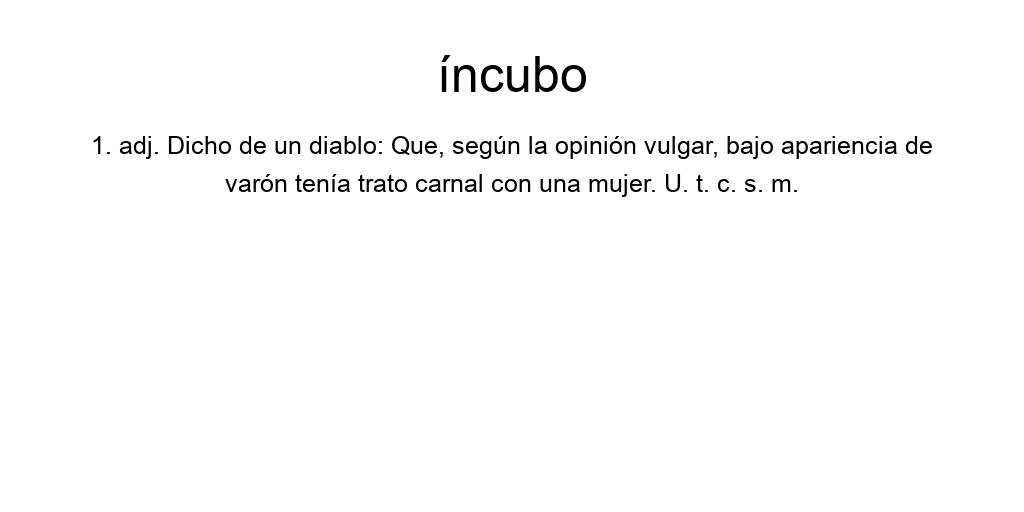 íncubo
1. adj. Dicho de un diablo: Que, según la opinión vulgar, bajo apariencia de
varón tenía trato carnal con una mujer. U. t. c. s. m.